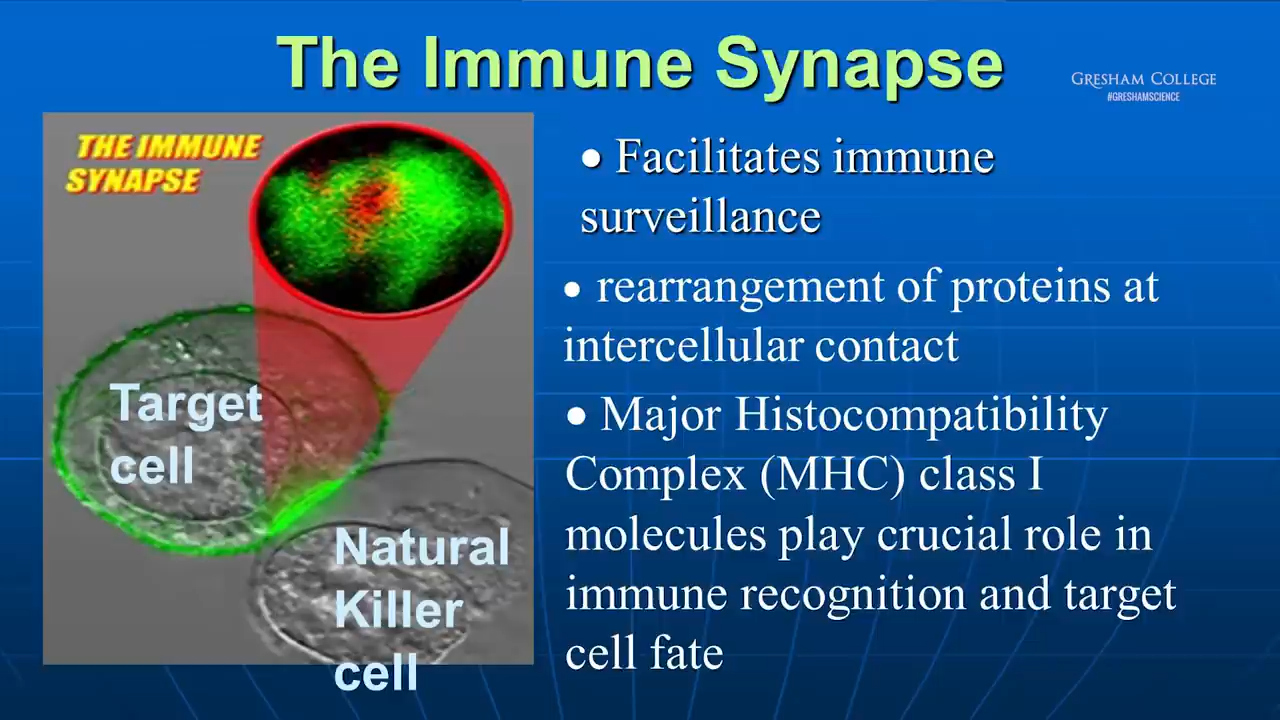 The Immune Synapse
GRESHAM COLLEGE
#GRESHAMSCIENCE
THE IMMUNE
SYNAPSE
Target
cell
Natural
Killer
cell
• Facilitates immune
surveillance
• rearrangement of proteins at
intercellular contact
• Major Histocompatibility
Complex (MHC) class I
molecules play crucial role in
immune recognition and target
cell fate